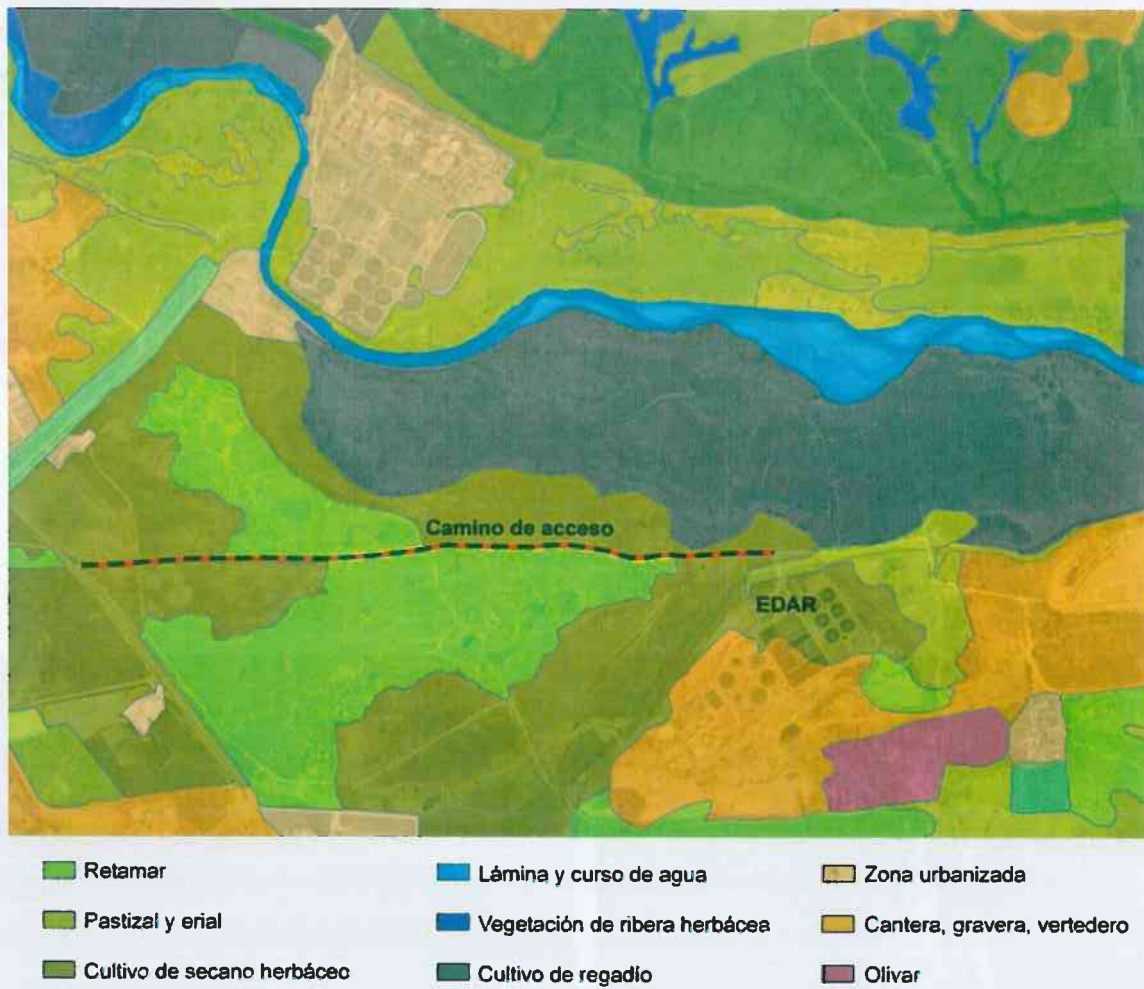 Camino de acceso
EDAR
Retamar
Lámina y curso de agua
Zona urbanizada
Pastizal y erial
Vegetación de ribera herbácea
Cantera, gravera, vertedero
Cultivo de secano herbáceo
Cultivo de regadío
Olivar